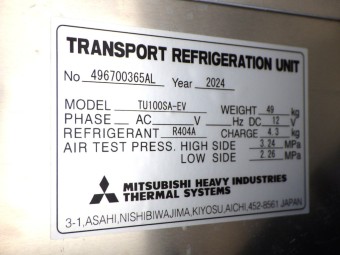 TRANSPORT REFRIGERATION UNIT
No. 496700365AL Year 2024
MODEL TU100SA-EV WEIGHT 49 kg
PHASE AC V Hz DC 12 V
REFRIGERANT R404A CHARGE 4.3 kg
AIR TEST PRESS. HIGH SIDE 3.24 MPa
LOW SIDE 2.26 MPa
MITSUBISHI HEAVY INDUSTRIES
THERMAL SYSTEMS
3-1, ASAHI, NISHIBIWAJIMA, KIYOSU, AICHI, 452-8561 JAPAN